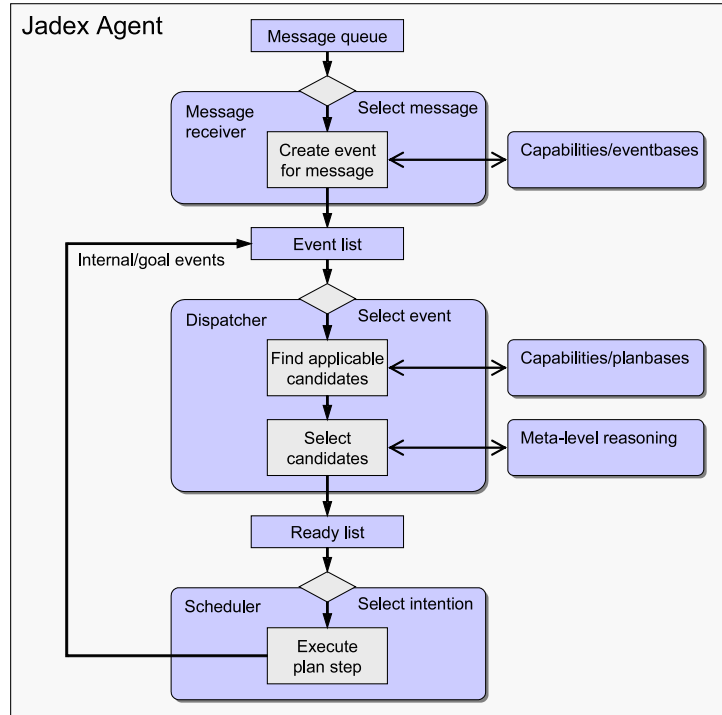 Jadex Agent
Message queue
Message
receiver
Select message
Create event
for message
Capabilities/eventbases
Event list
Internal/goal events
Dispatcher
Select event
Find applicable
candidates
Capabilities/planbases
Select
candidates
Meta-level reasoning
Ready list
Scheduler
Select intention
Execute
plan step